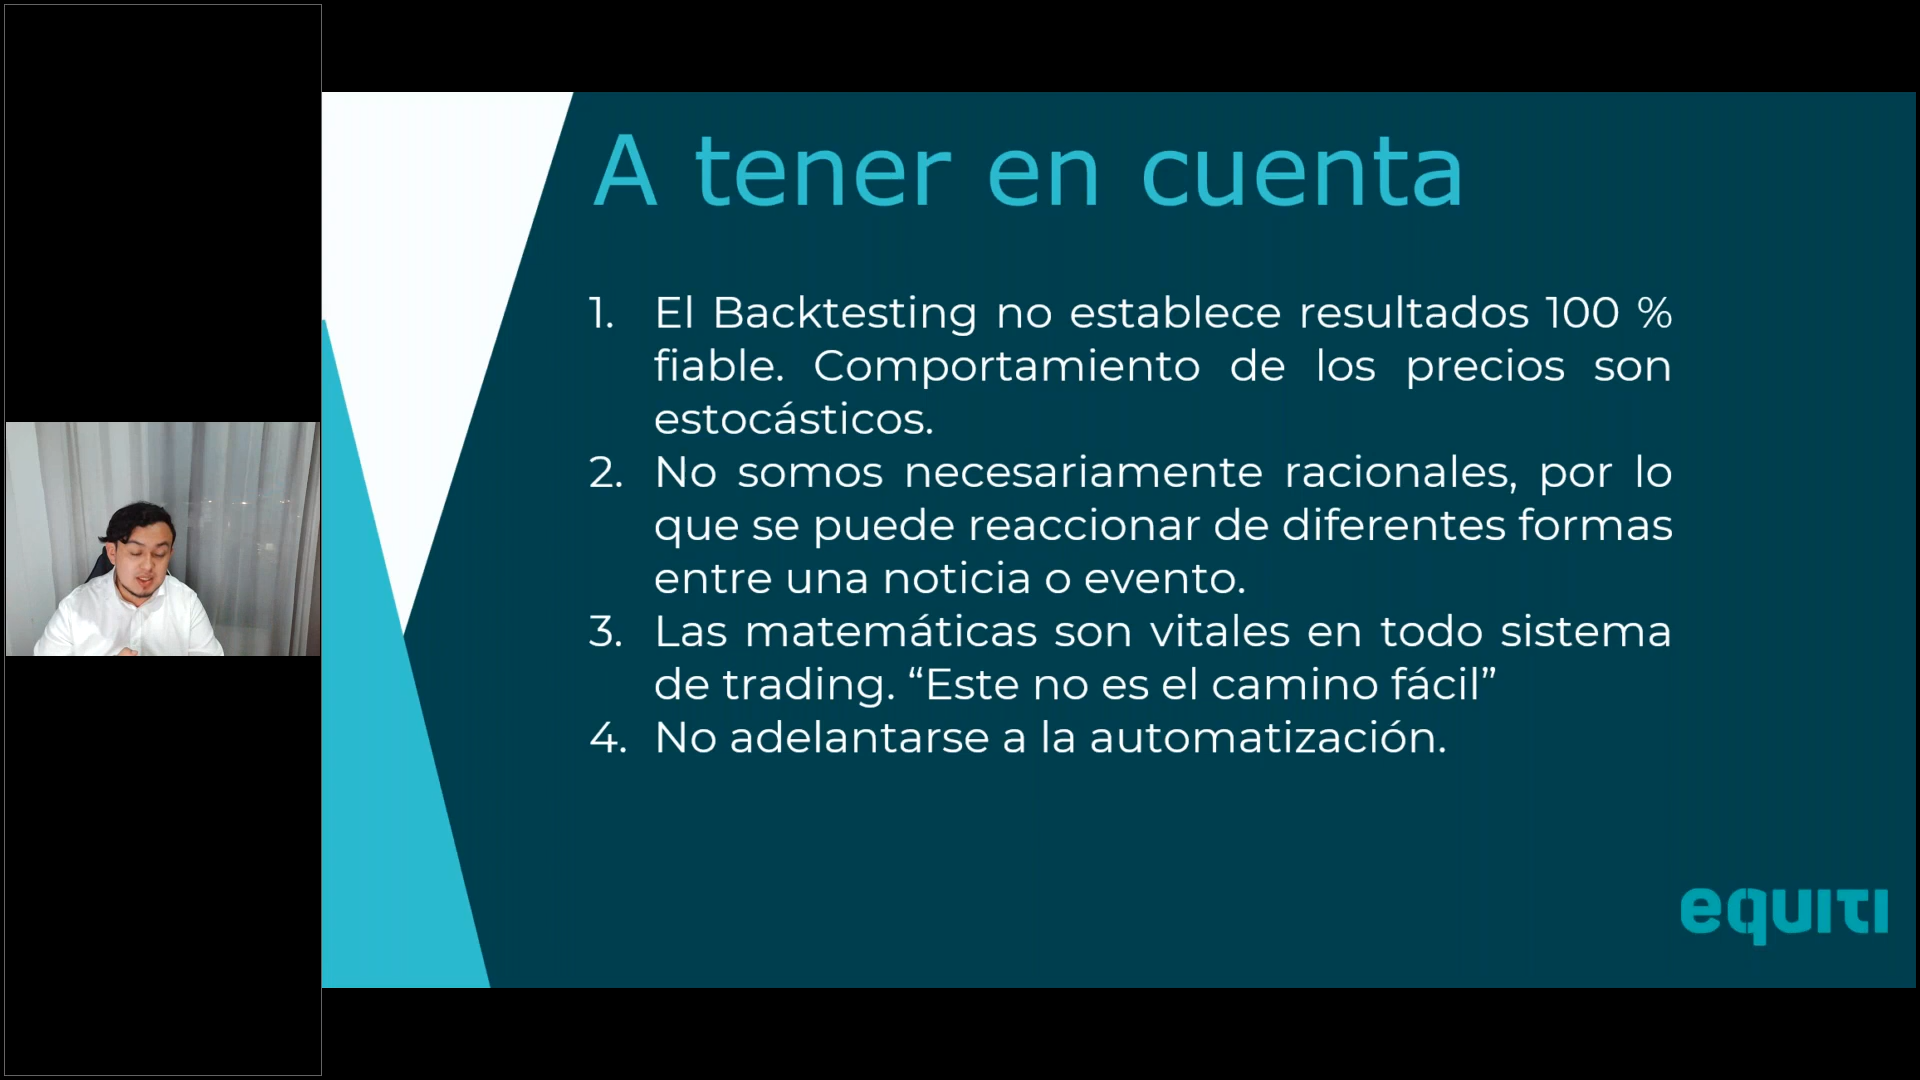 A tener en cuenta
1. El Backtesting no establece resultados 100 %
fiable. Comportamiento de los precios son
estocásticos.
2. No somos necesariamente racionales, por lo
que se puede reaccionar de diferentes formas
entre una noticia o evento.
3. Las matemáticas son vitales en todo sistema
de trading. “Este no es el camino fácil”
4. No adelantarse a la automatización.
equiti